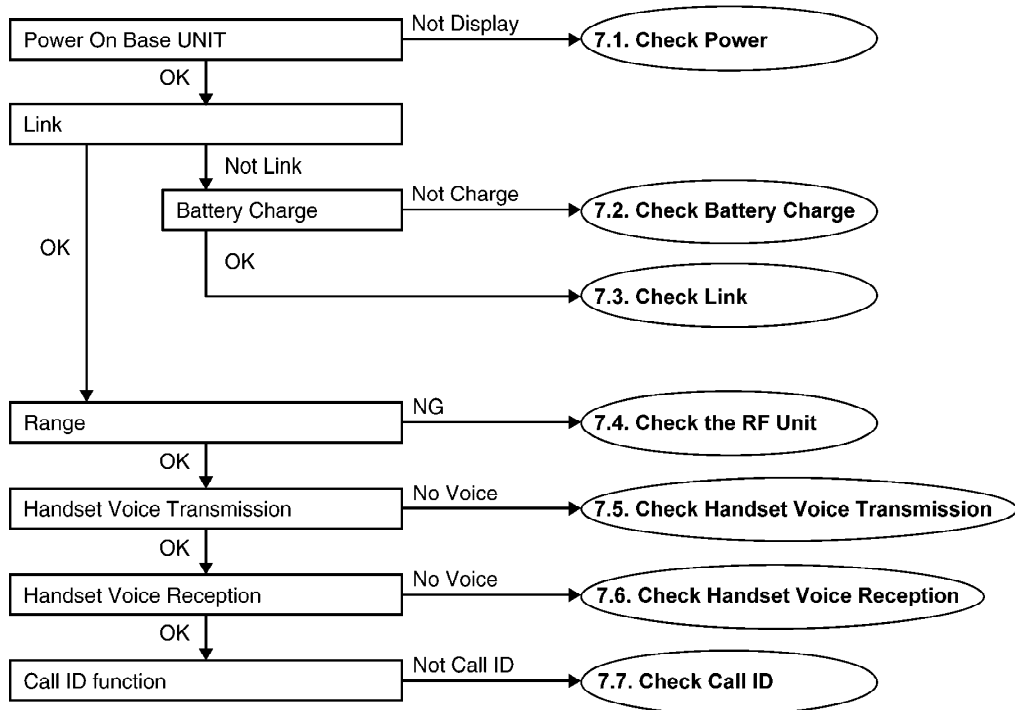 Power On Base UNIT
Not Display
7.1. Check Power
OK
Link
Not Link
Battery Charge
Not Charge
7.2. Check Battery Charge
OK
OK
7.3. Check Link
Range
NG
7.4. Check the RF Unit
OK
Handset Voice Transmission
No Voice
7.5. Check Handset Voice Transmission
OK
Handset Voice Reception
No Voice
7.6. Check Handset Voice Reception
OK
Call ID function
Not Call ID
7.7. Check Call ID